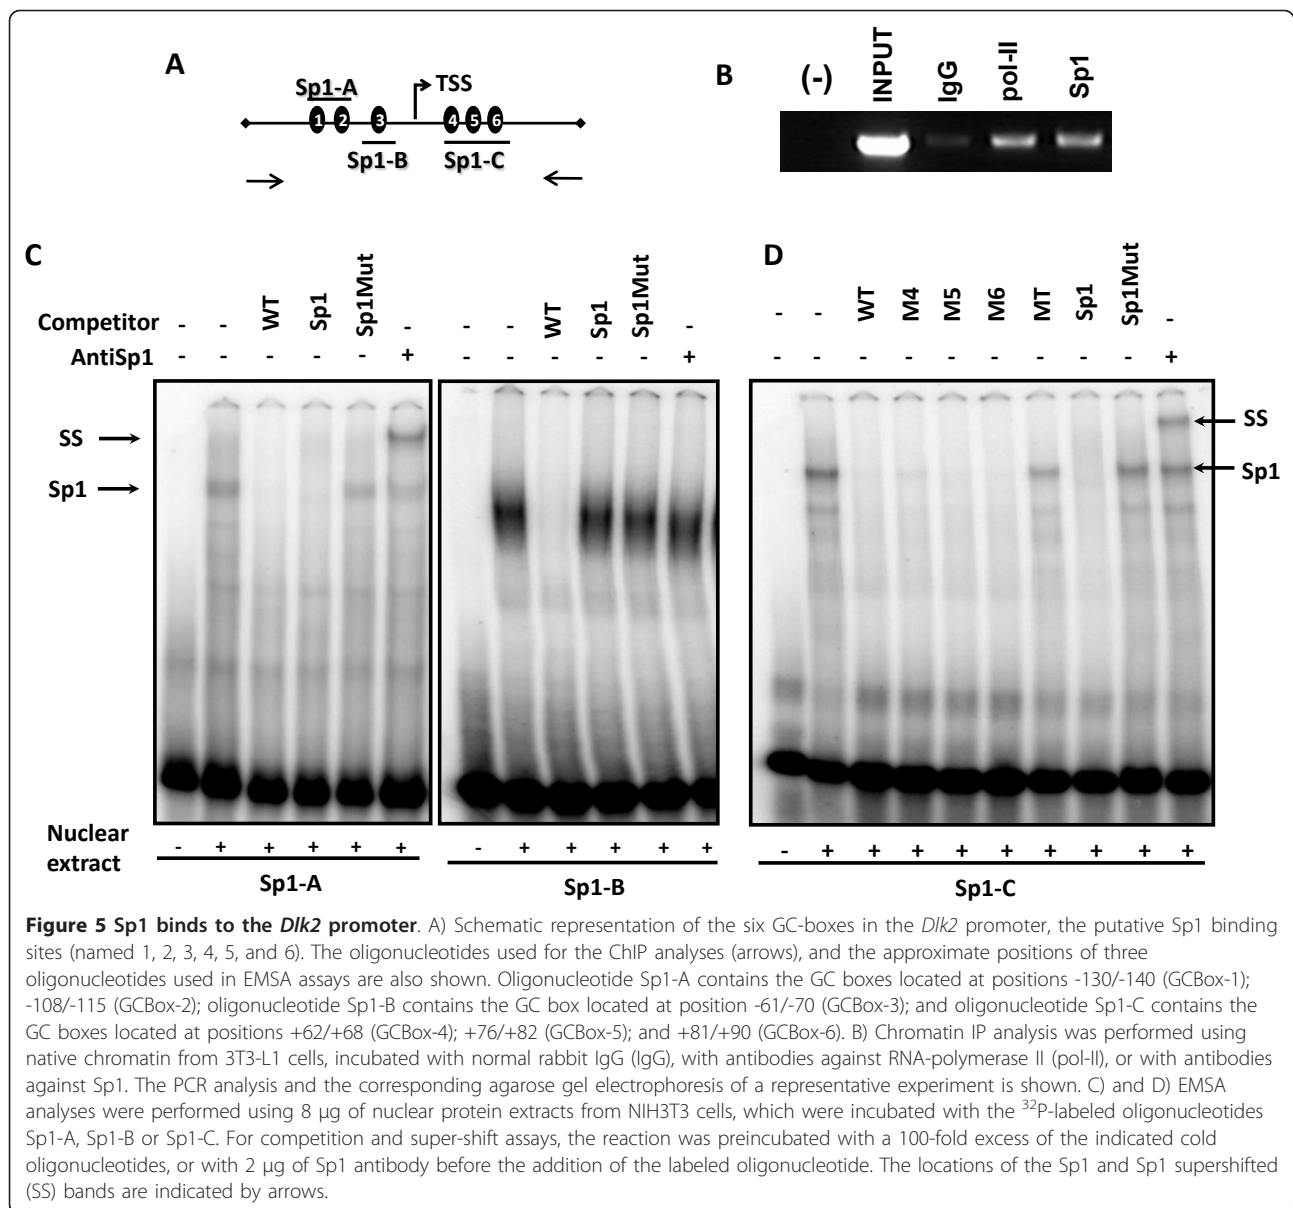 A
Sp1-A
TSS
1 2 3 4 5 6
Sp1-B
Sp1-C
B
(-) INPUT IgG pol-II Sp1
C
Competitor - - WT Sp1 Sp1Mut - - - WT Sp1 Sp1Mut -
AntiSp1 - - - - - + - - - - - +
SS
Sp1
Nuclear extract - + + + + + - + + + + +
Sp1-A
Sp1-B
D
- - WT M4 M5 M6 MT Sp1 Sp1Mut -
- - - - - - - - - +
SS
Sp1
- + + + + + + + + +
Sp1-C
Figure 5 Sp1 binds to the Dlk2 promoter. A) Schematic representation of the six GC-boxes in the Dlk2 promoter, the putative Sp1 binding
sites (named 1, 2, 3, 4, 5, and 6). The oligonucleotides used for the ChIP analyses (arrows), and the approximate positions of three
oligonucleotides used in EMSA assays are also shown. Oligonucleotide Sp1-A contains the GC boxes located at positions -130/-140 (GCBox-1);
-108/-115 (GCBox-2); oligonucleotide Sp1-B contains the GC box located at position -61/-70 (GCBox-3); and oligonucleotide Sp1-C contains the
GC boxes located at positions +62/+68 (GCBox-4); +76/+82 (GCBox-5); and +81/+90 (GCBox-6). B) Chromatin IP analysis was performed using
native chromatin from 3T3-L1 cells, incubated with normal rabbit IgG (IgG), with antibodies against RNA-polymerase II (pol-II), or with antibodies
against Sp1. The PCR analysis and the corresponding agarose gel electrophoresis of a representative experiment is shown. C) and D) EMSA
analyses were performed using 8 μg of nuclear protein extracts from NIH3T3 cells, which were incubated with the 32P-labeled oligonucleotides
Sp1-A, Sp1-B or Sp1-C. For competition and super-shift assays, the reaction was preincubated with a 100-fold excess of the indicated cold
oligonucleotides, or with 2 μg of Sp1 antibody before the addition of the labeled oligonucleotide. The locations of the Sp1 and Sp1 supershifted
(SS) bands are indicated by arrows.